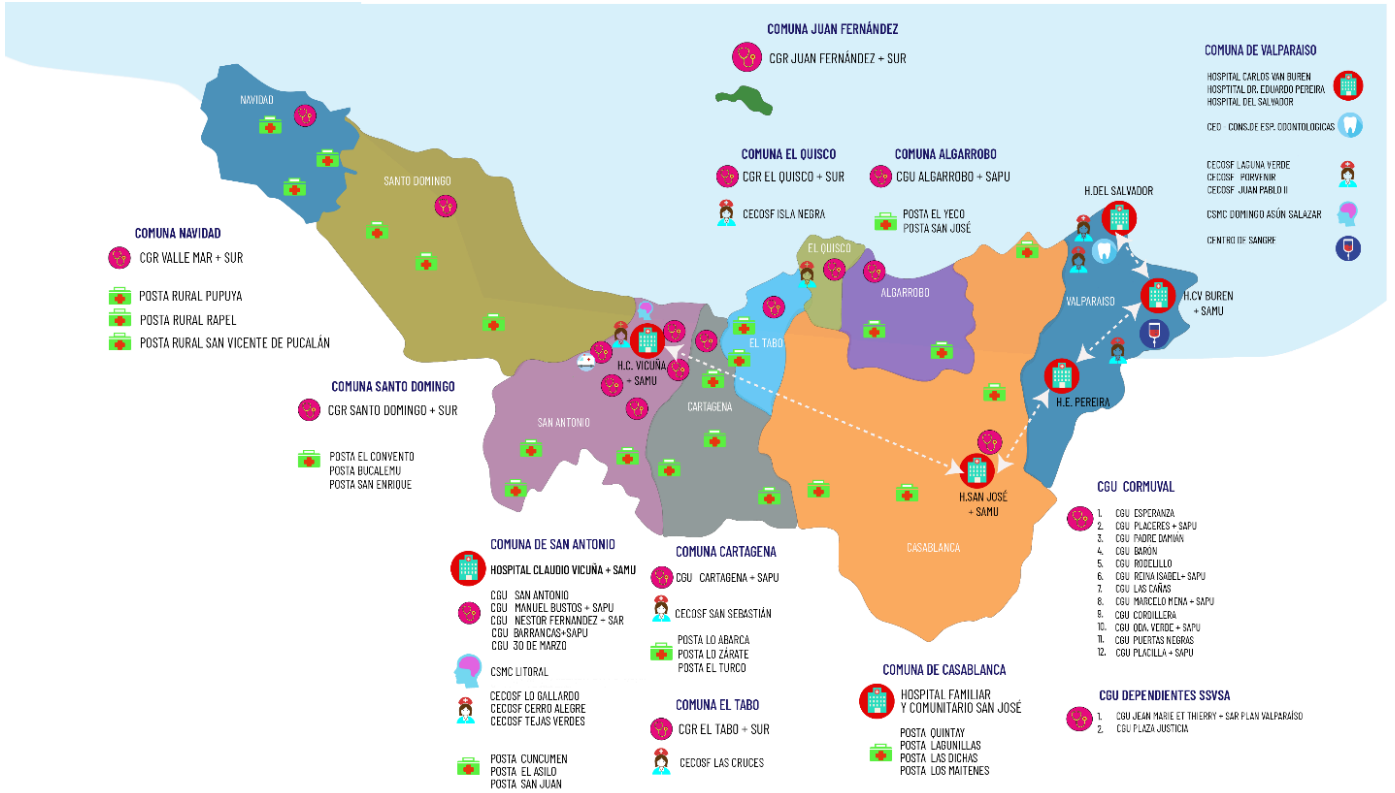 COMUNA JUAN FERNÁNDEZ
CGR JUAN FERNÁNDEZ + SUR
COMUNA DE VALPARAISO
HOSPITAL CARLOS VAN BUREN
HOSPTITAL DR. EDUARDO PEREIRA
HOSPITAL DEL SALVADOR
CEO CONS.DE ESP. ODONTOLOGICAS
CECOSF LAGUNA VERDE
CECOSF PORVENIR
CECOSF JUAN PABLO II
CSMC DOMINGO ASÚN SALAZAR
CENTRO DE SANGRE
COMUNA EL QUISCO
CGR EL QUISCO + SUR
CECOSF ISLA NEGRA
COMUNA ALGARROBO
CGU ALGARROBO + SAPU
POSTA EL YECO
POSTA SAN JOSÉ
NAVIDAD
SANTO DOMINGO
H.DEL SALVADOR
EL QUISCO
ALGARROBO
VALPARAISO
H.CV BUREN
+ SAMU
EL TABO
H.C. VICUÑA
+ SAMU
H.E. PEREIRA
SAN ANTONIO
CARTAGENA
H.SAN JOSÉ
+ SAMU
CASABLANCA
COMUNA NAVIDAD
CGR VALLE MAR + SUR
POSTA RURAL PUPUYA
POSTA RURAL RAPEL
POSTA RURAL SAN VICENTE DE PUCALÁN
COMUNA SANTO DOMINGO
CGR SANTO DOMINGO + SUR
POSTA EL CONVENTO
POSTA BUCALEMU
POSTA SAN ENRIQUE
COMUNA DE SAN ANTONIO
HOSPITAL CLAUDIO VICUÑA + SAMU
CGU SAN ANTONIO
CGU MANUEL BUSTOS + SAPU
CGU NESTOR FERNANDEZ + SAR
CGU BARRANCAS+SAPU
CGU 30 DE MARZO
CSMC LITORAL
CECOSF LO GALLARDO
CECOSF CERRO ALEGRE
CECOSF TEJAS VERDES
POSTA CUNCUMEN
POSTA EL ASILO
POSTA SAN JUAN
COMUNA CARTAGENA
CGU CARTAGENA + SAPU
CECOSF SAN SEBASTIÁN
POSTA LO ABARCA
POSTA LO ZÁRATE
POSTA EL TURCO
COMUNA EL TABO
CGR EL TABO + SUR
CECOSF LAS CRUCES
COMUNA DE CASABLANCA
HOSPITAL FAMILIAR
Y COMUNITARIO SAN JOSÉ
POSTA QUINTAY
POSTA LAGUNILLAS
POSTA LAS DICHAS
POSTA LOS MAITENES
CGU CORMUVAL
1. CGU ESPERANZA
2. CGU PLACERES + SAPU
3. CGU PADRE DAMIÁN
4. CGU BARÓN
5. CGU RODELILLO
6. CGU REINA ISABEL+ SAPU
7. CGU LAS CAÑAS
8. CGU MARCELO MENA + SAPU
9. CGU CORDILLERA
10. CGU QDA. VERDE + SAPU
11. CGU PUERTAS NEGRAS
12. CGU PLACILLA + SAPU
CGU DEPENDIENTES SSVSA
1. CGU JEAN MARIE ET THIERRY + SAR PLAN VALPARAÍSO
2. CGU PLAZA JUSTICIA